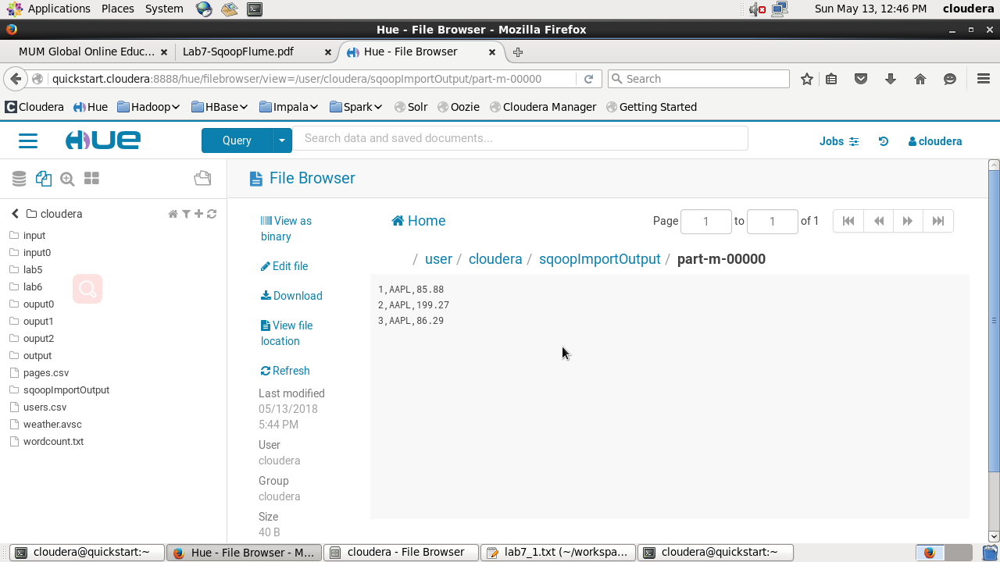 Applications Places System Sun May 13, 12:46 PM cloudera
Hue - File Browser - Mozilla Firefox
MUM Global Online Educ... Lab7-SqoopFlume.pdf Hue - File Browser
quickstart.cloudera:8888/hue/filebrowser/view=/user/cloudera/sqoopImportOutput/part-m-00000 Search
Cloudera Hue Hadoop HBase Impala Spark Solr Oozie Cloudera Manager Getting Started
HUE Query Search data and saved documents... Jobs cloudera
File Browser
cloudera
input
input0
lab5
lab6
ouput0
ouput1
ouput2
output
pages.csv
sqoopImportOutput
users.csv
weather.avsc
wordcount.txt
View as
binary
Edit file
Download
View file
location
Refresh
Last modified
05/13/2018
5:44 PM
User
cloudera
Group
cloudera
Size
40 B
Home Page 1 to 1 of 1
/ user / cloudera / sqoopImportOutput / part-m-00000
1,AAPL,85.88
2,AAPL,199.27
3,AAPL,86.29
cloudera@quickstart:~ Hue - File Browser - M... cloudera - File Browser lab7_1.txt (~/workspa... cloudera@quickstart:~